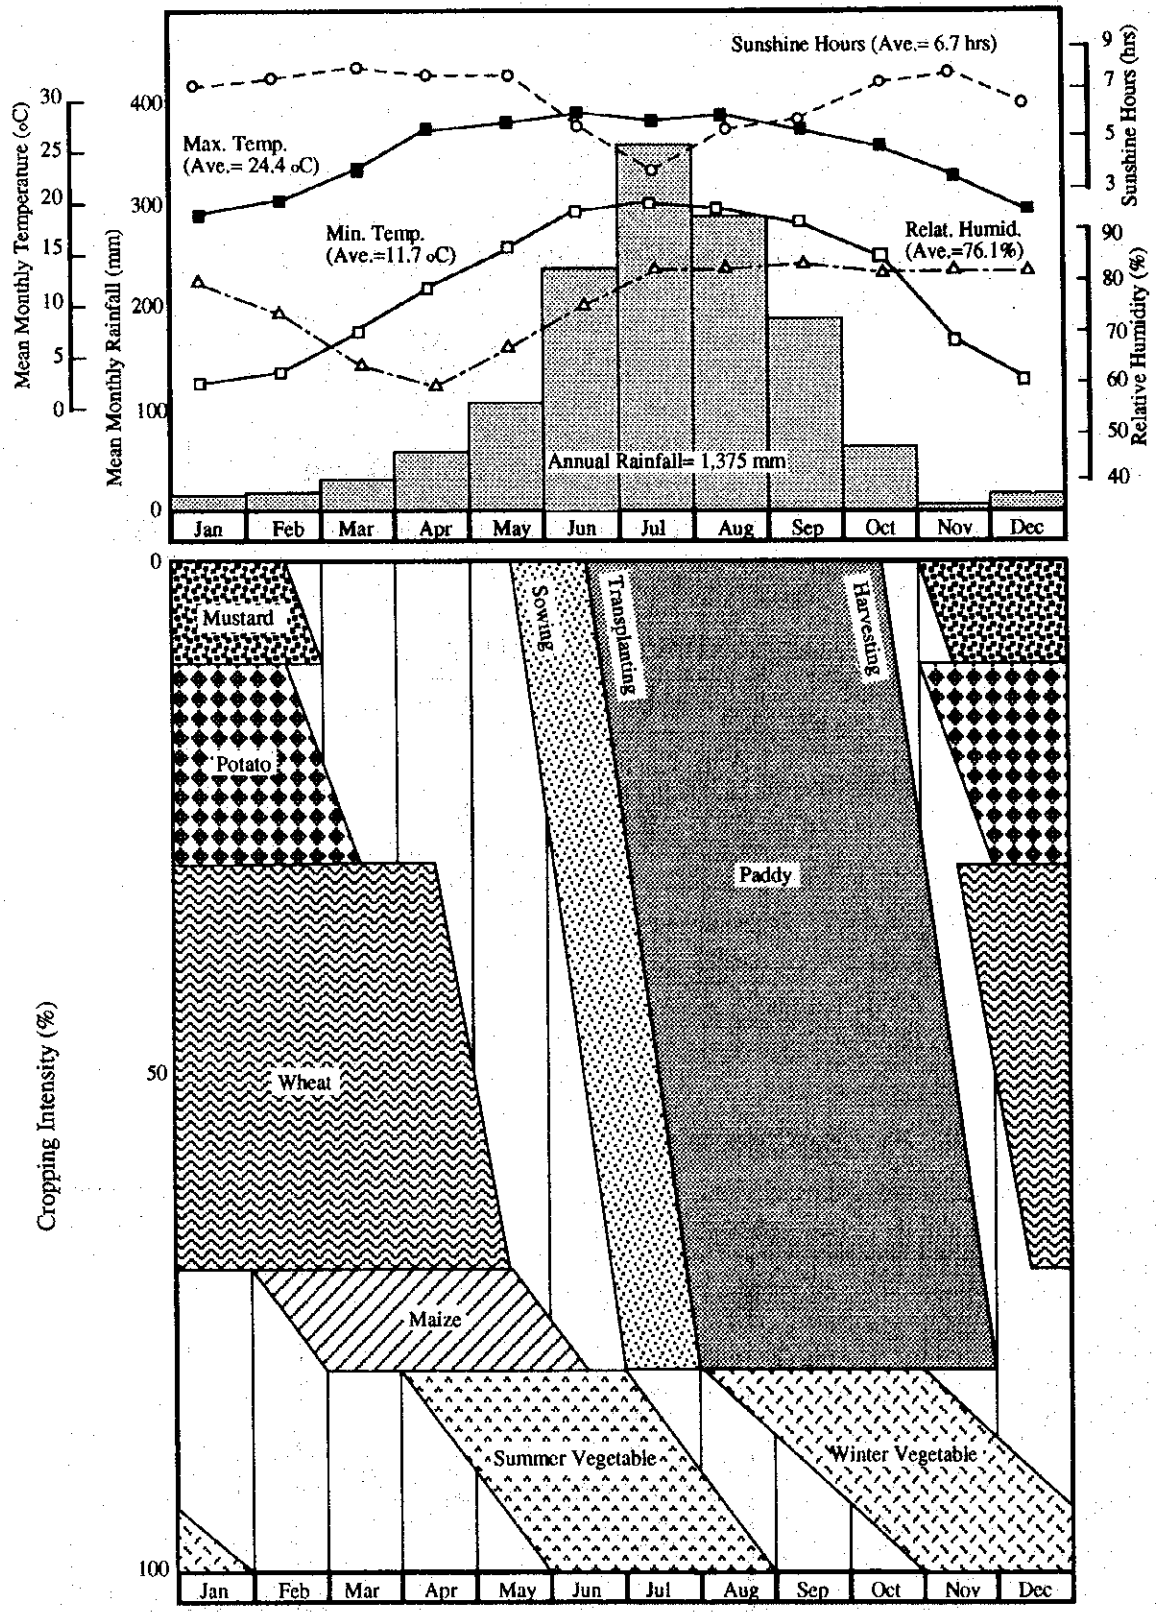 Sunshine Hours (Ave.= 6.7 hrs)
9
7
5
3
Sunshine Hours (hrs)
30
25
20
15
10
5
0
Mean Monthly Temperature (oC)
400
300
200
100
0
Mean Monthly Rainfall (mm)
Max. Temp.
(Ave.= 24.4 oC)
Min. Temp.
(Ave.=11.7 oC)
Relat. Humid.
(Ave.=76.1%)
90
80
70
60
50
40
Relative Humidity (%)
Annual Rainfall= 1,375 mm
Jan Feb Mar Apr May Jun Jul Aug Sep Oct Nov Dec
0
50
100
Cropping Intensity (%)
Mustard
Sowing
Transplanting
Harvesting
Potato
Paddy
Wheat
Maize
Summer Vegetable
Winter Vegetable
Jan Feb Mar Apr May Jun Jul Aug Sep Oct Nov Dec